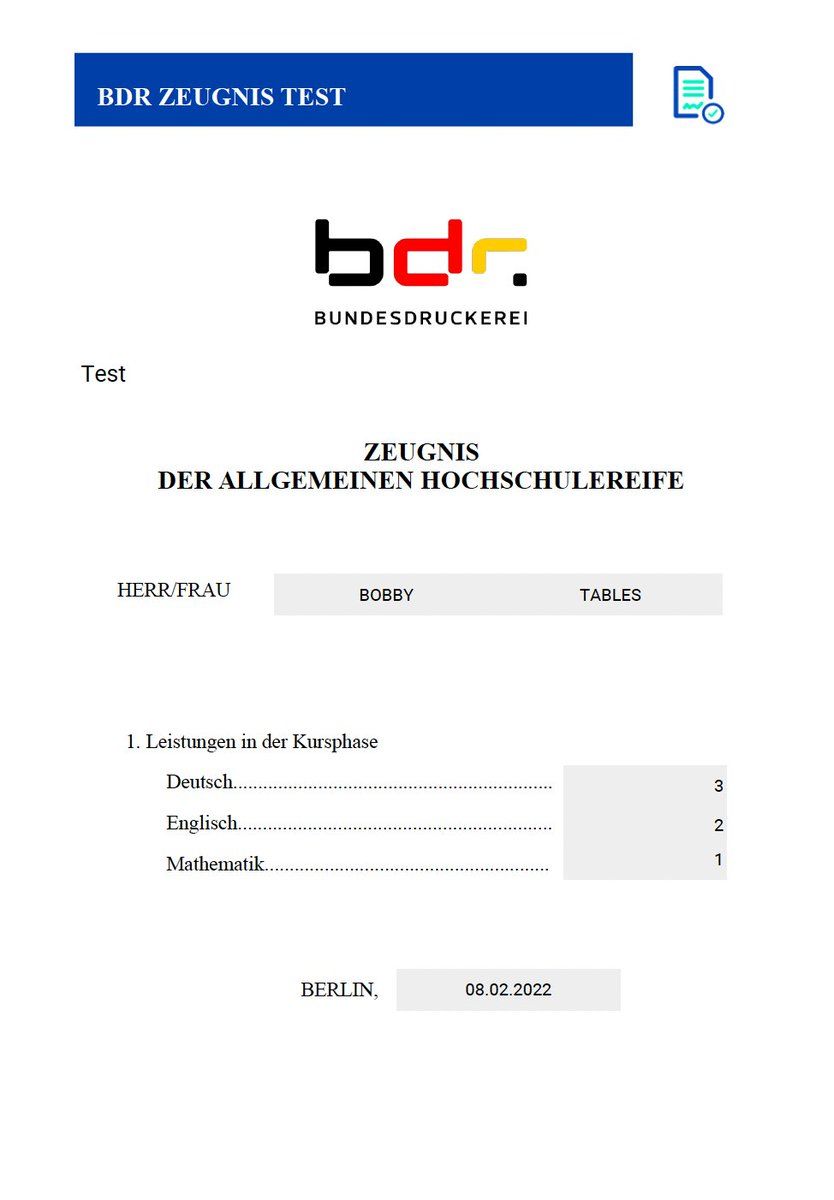 BDR ZEUGNIS TEST
bdr.
BUNDESDRUCKEREI
Test
ZEUGNIS
DER ALLGEMEINEN HOCHSCHULEREIFE
HERR/FRAU BOBBY TABLES
1. Leistungen in der Kursphase
Deutsch................................................................ 3
Englisch............................................................... 2
Mathematik......................................................... 1
BERLIN, 08.02.2022